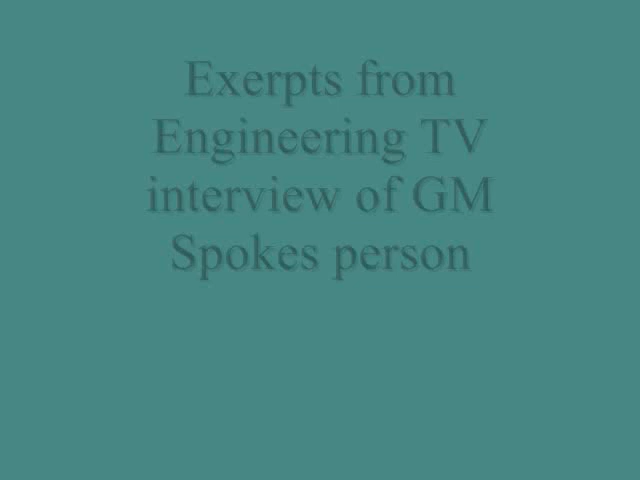 Exerpts from
Engineering TV
interview of GM
Spokes person